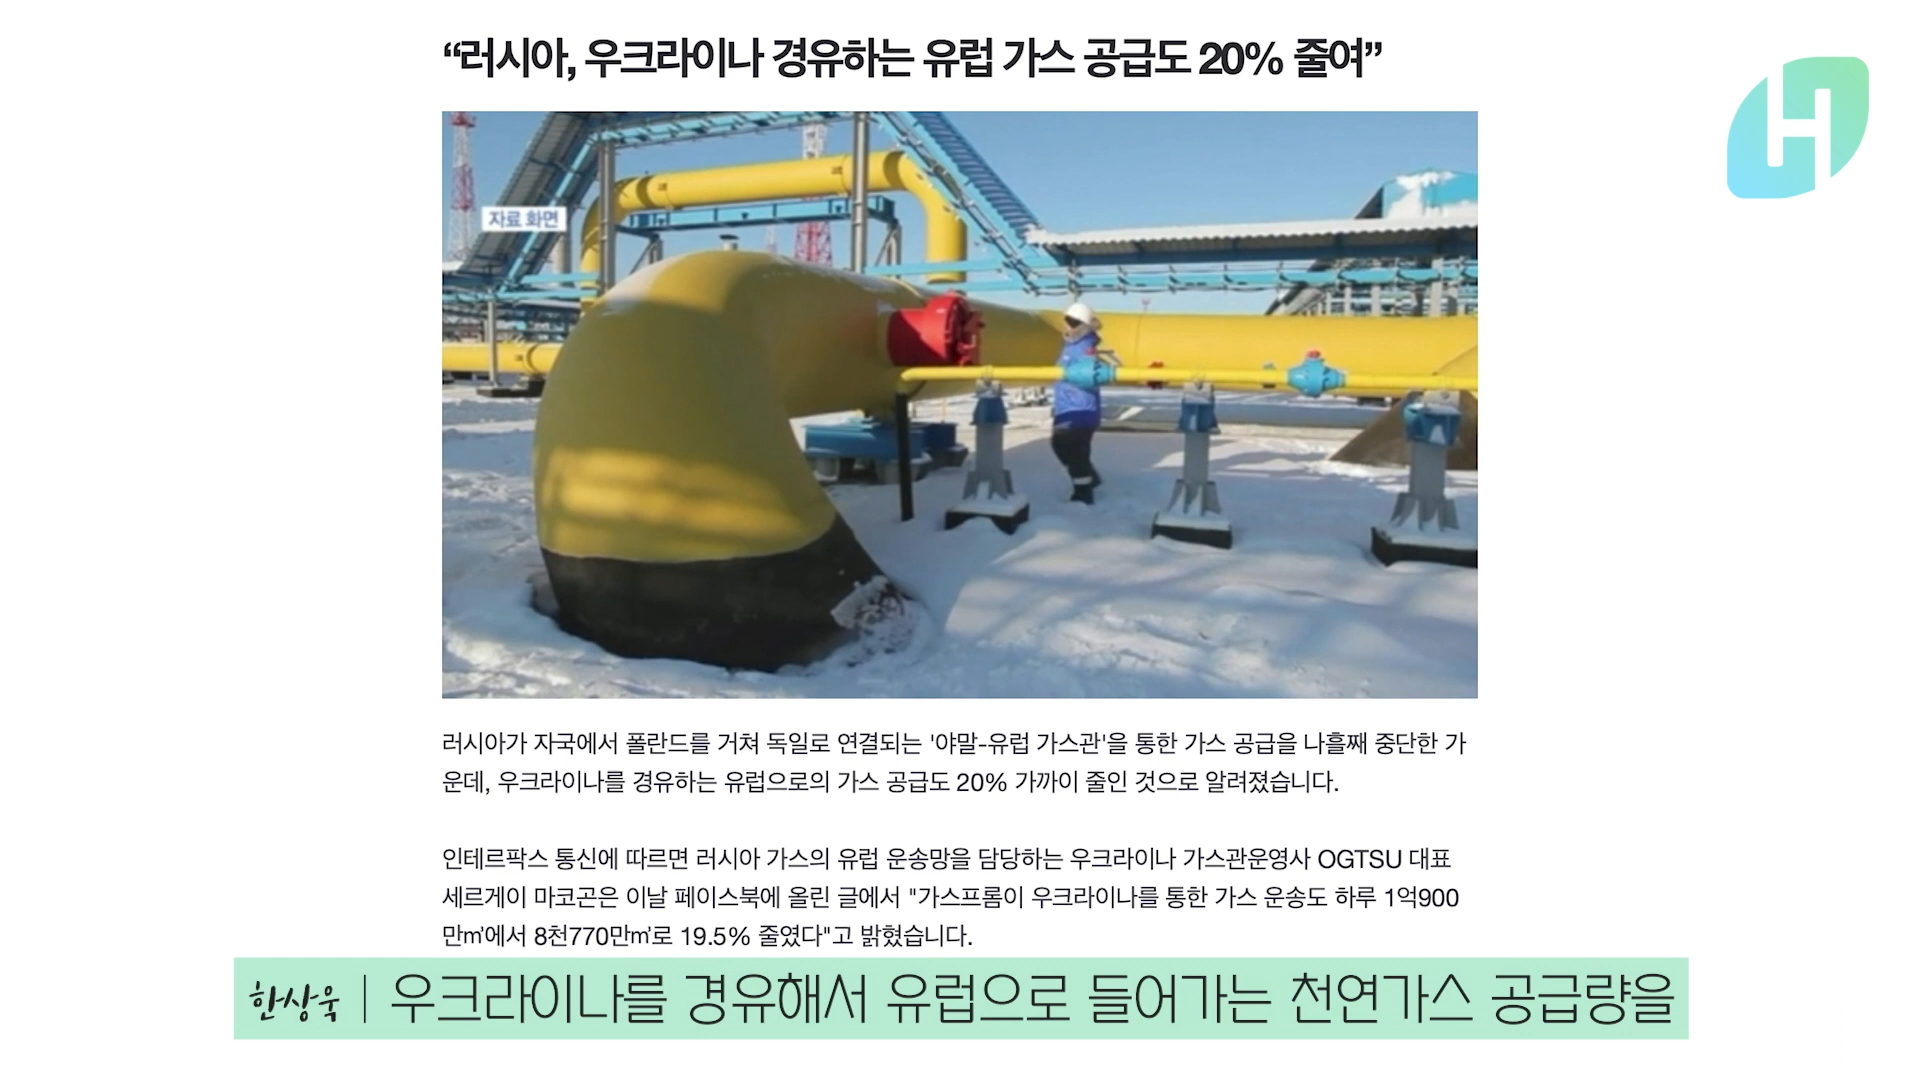 “러시아, 우크라이나 경유하는 유럽 가스 공급도 20% 줄여”
자료 화면
러시아가 자국에서 폴란드를 거쳐 독일로 연결되는 '야말-유럽 가스관'을 통한 가스 공급을 나흘째 중단한 가
운데, 우크라이나를 경유하는 유럽으로의 가스 공급도 20% 가까이 줄인 것으로 알려졌습니다.
인테르팍스 통신에 따르면 러시아 가스의 유럽 운송망을 담당하는 우크라이나 가스관운영사 OGTSU 대표
세르게이 마코곤은 이날 페이스북에 올린 글에서 "가스프롬이 우크라이나를 통한 가스 운송도 하루 1억900
만㎥에서 8천770만㎥로 19.5% 줄였다"고 밝혔습니다.
한상욱 | 우크라이나를 경유해서 유럽으로 들어가는 천연가스 공급량을